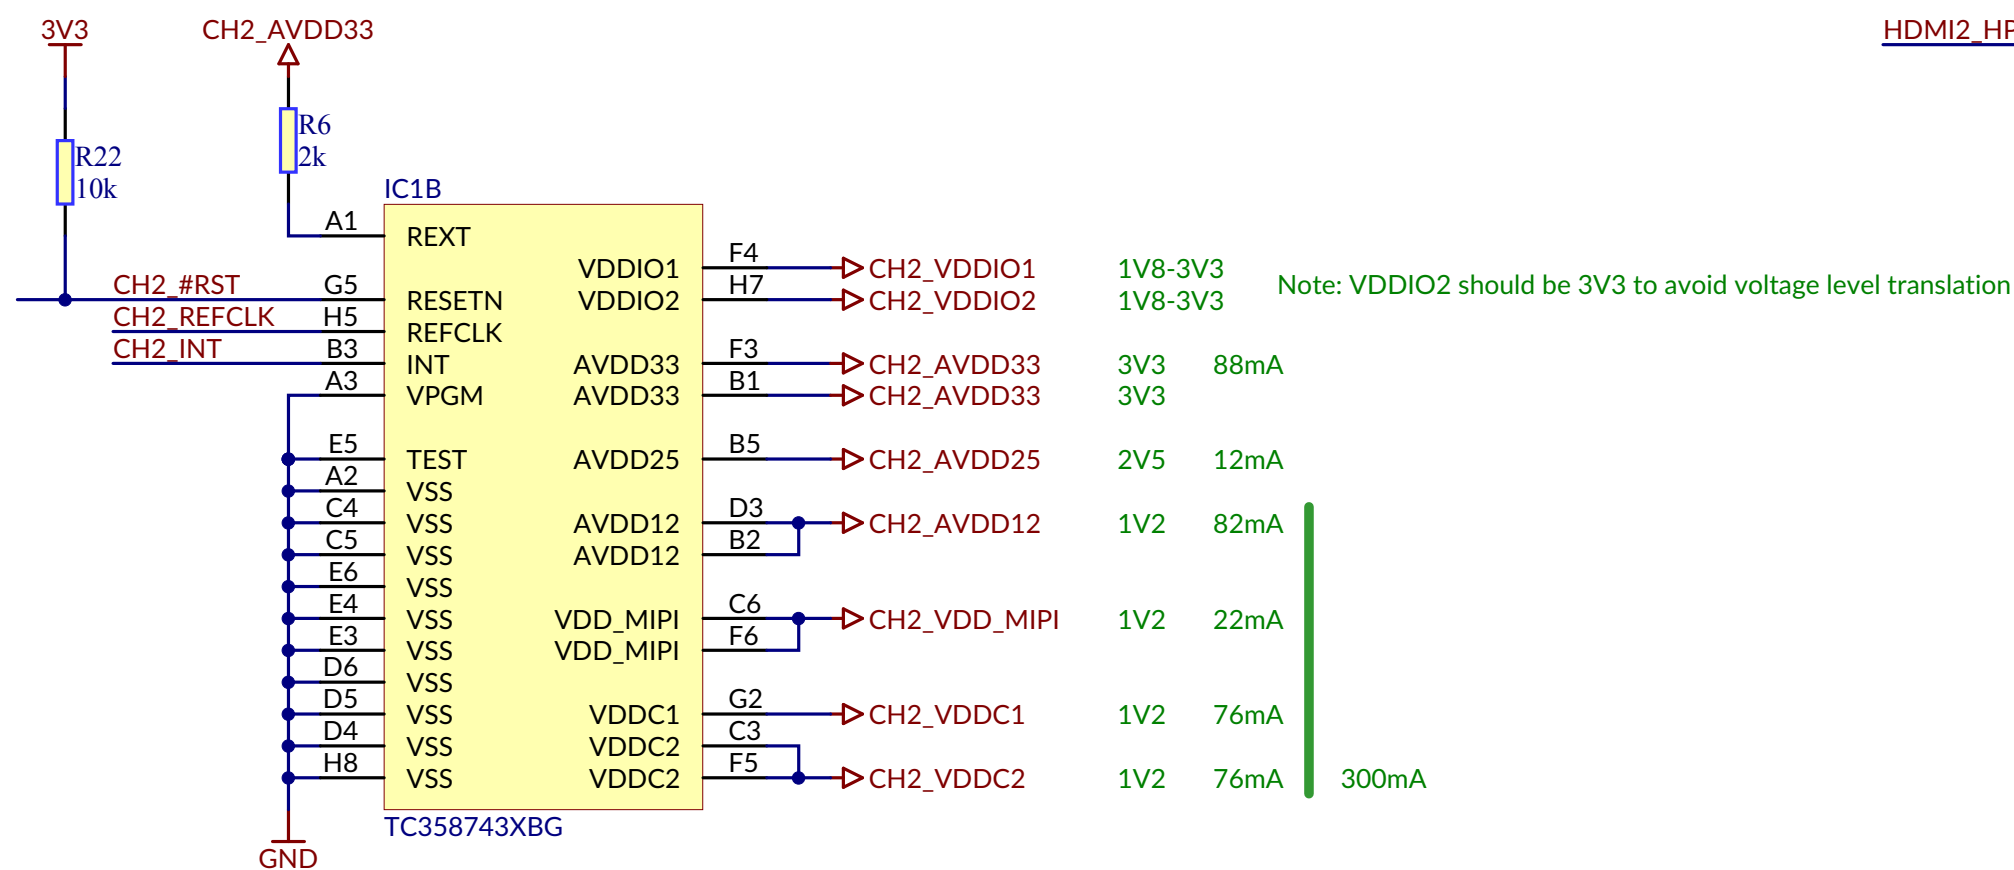 3V3
CH2_AVDD33
HDMI2_HP
R6
2k
R22
10k
IC1B
A1
REXT
CH2_#RST
G5
RESETN
CH2_REFCLK
H5
REFCLK
CH2_INT
B3
INT
A3
VPGM
E5
TEST
A2
VSS
C4
VSS
C5
VSS
E6
VSS
E4
VSS
E3
VSS
D6
VSS
D5
VSS
D4
VSS
H8
VSS
GND
VDDIO1 F4 CH2_VDDIO1 1V8-3V3
VDDIO2 H7 CH2_VDDIO2 1V8-3V3
Note: VDDIO2 should be 3V3 to avoid voltage level translation
AVDD33 F3 CH2_AVDD33 3V3 88mA
AVDD33 B1 CH2_AVDD33 3V3
AVDD25 B5 CH2_AVDD25 2V5 12mA
AVDD12 D3 CH2_AVDD12 1V2 82mA
AVDD12 B2
VDD_MIPI C6 CH2_VDD_MIPI 1V2 22mA
VDD_MIPI F6
VDDC1 G2 CH2_VDDC1 1V2 76mA
VDDC2 C3
VDDC2 F5 CH2_VDDC2 1V2 76mA 300mA
TC358743XBG